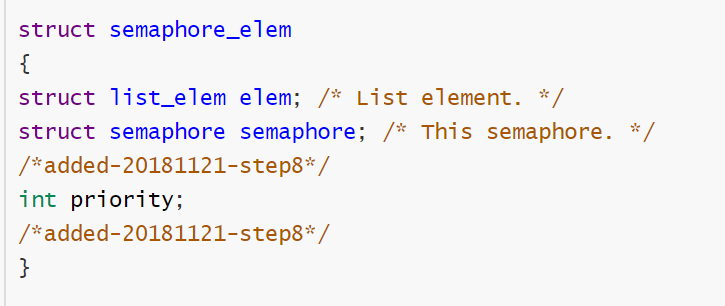 struct semaphore_elem
{
struct list_elem elem; /* List element. */
struct semaphore semaphore; /* This semaphore. */
/*added-20181121-step8*/
int priority;
/*added-20181121-step8*/
}